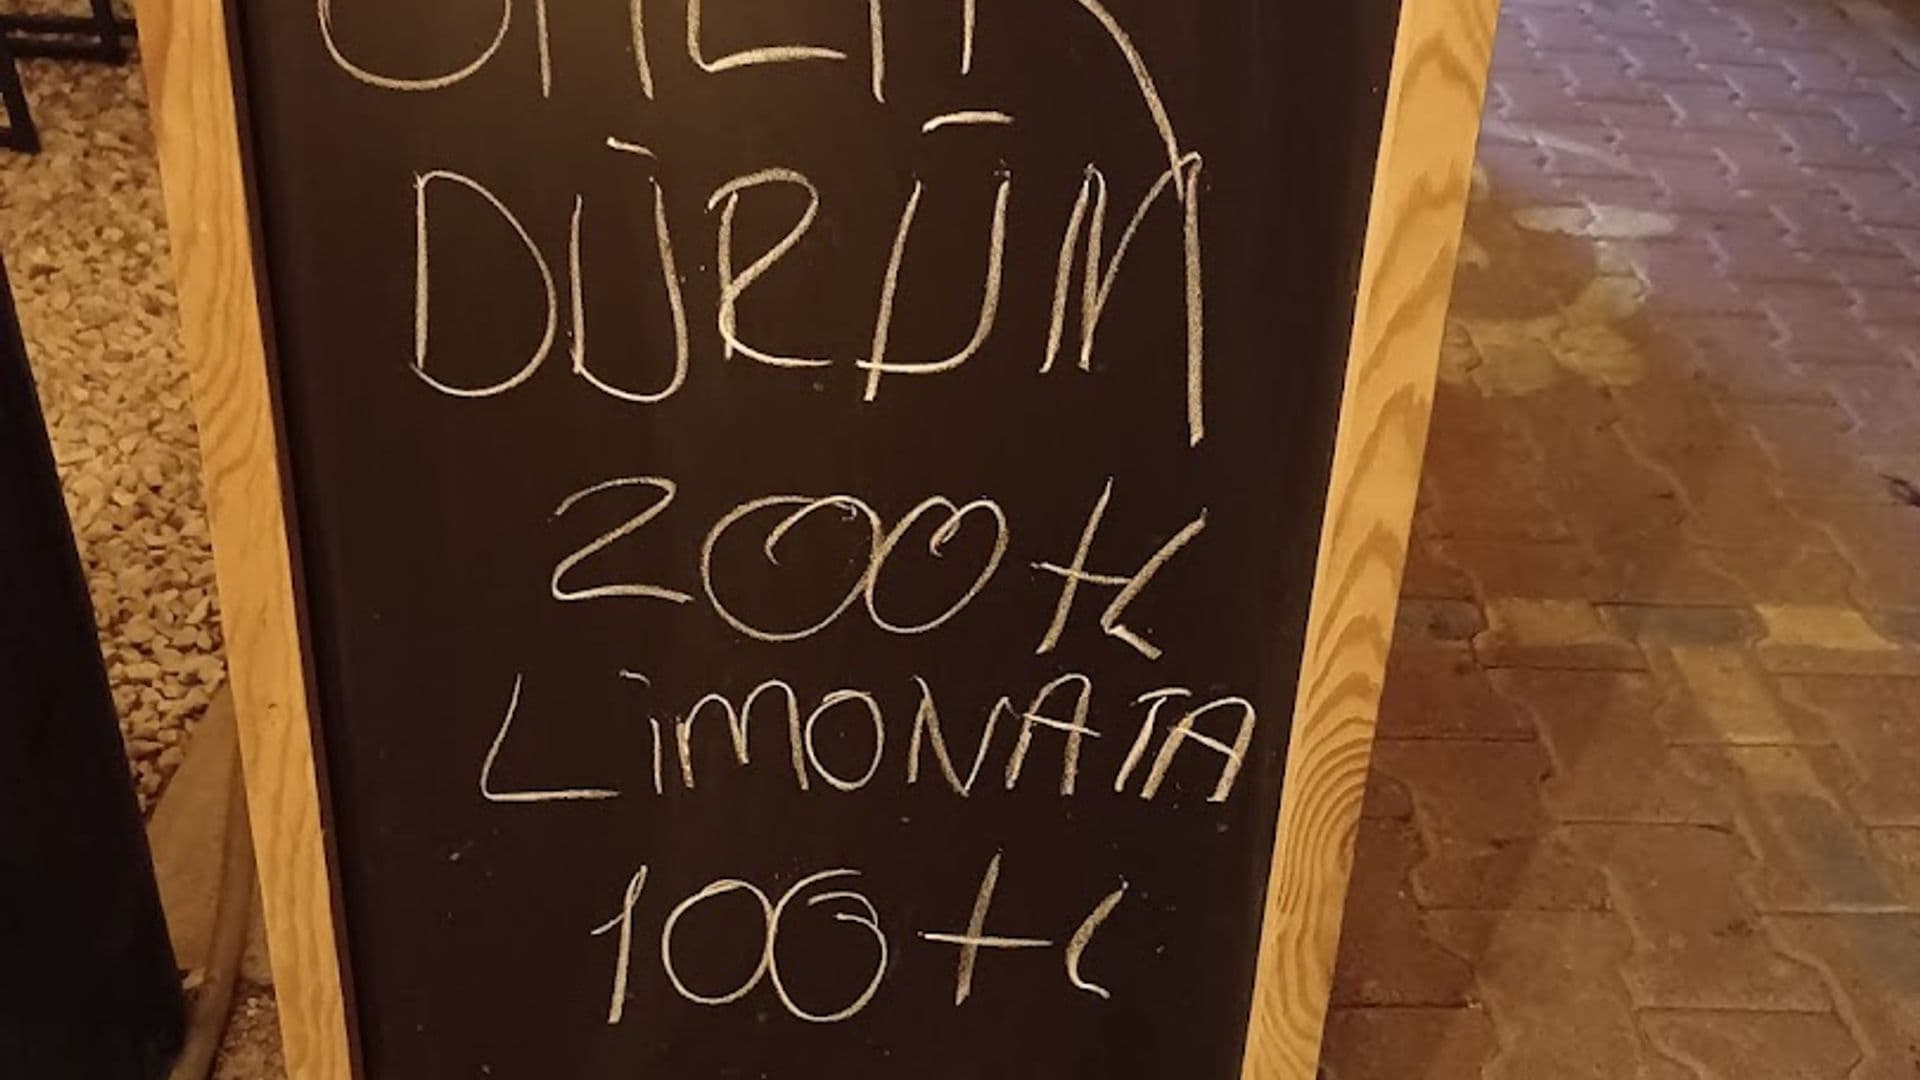 DÜRÜM
200 tL
LİMONATA
100 tL